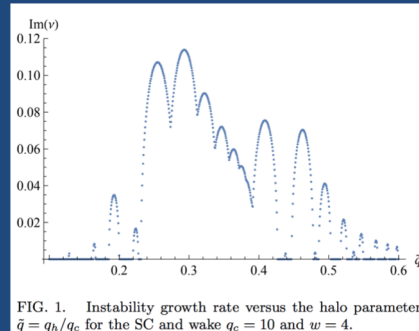 Im(ν)
0.12
0.10
0.08
0.06
0.04
0.02
0.2 0.3 0.4 0.5 0.6
q̃
FIG. 1. Instability growth rate versus the halo parameter
q̃ = q_h/q_c for the SC and wake q_c = 10 and w = 4.